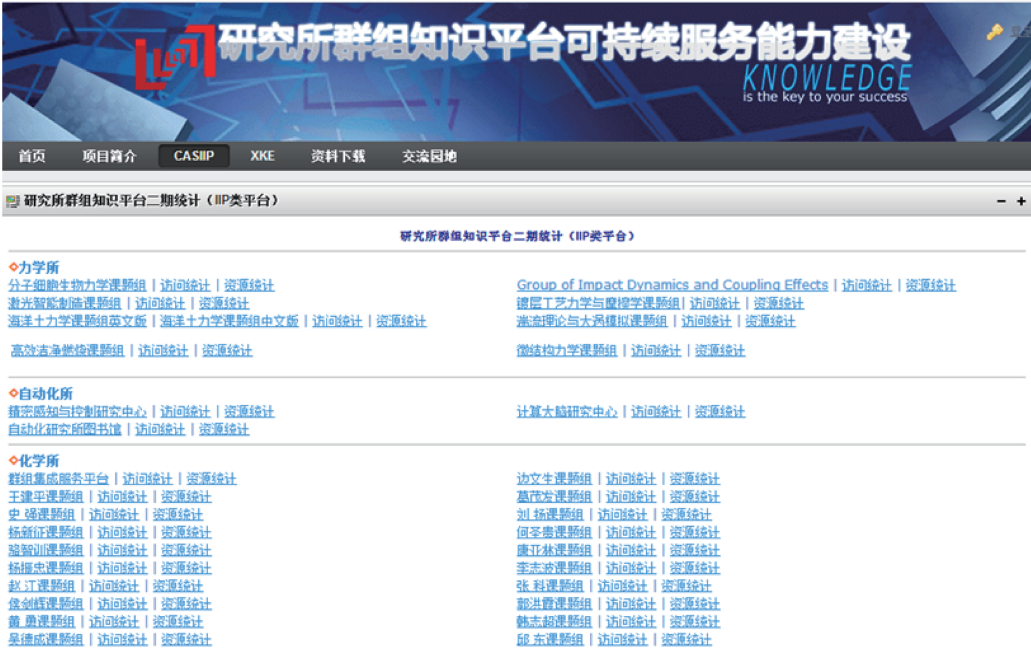 研究所群组知识平台可持续服务能力建设
KNOWLEDGE
is the key to your success
首页 项目简介 CASIIP XKE 资料下载 交流园地
研究所群组知识平台二期统计（IIP类平台） - +
研究所群组知识平台二期统计（IIP类平台）
力学所
分子细胞生物力学课题组 | 访问统计 | 资源统计 Group of Impact Dynamics and Coupling Effects | 访问统计 | 资源统计
激光智能制造课题组 | 访问统计 | 资源统计 镀层工艺力学与摩擦学课题组 | 访问统计 | 资源统计
海洋土力学课题组英文版 | 海洋土力学课题组中文版 | 访问统计 | 资源统计 湍流理论与大涡模拟课题组 | 访问统计 | 资源统计
高效洁净燃烧课题组 | 访问统计 | 资源统计 微结构力学课题组 | 访问统计 | 资源统计
自动化所
精密感知与控制研究中心 | 访问统计 | 资源统计 计算大脑研究中心 | 访问统计 | 资源统计
自动化研究所图书馆 | 访问统计 | 资源统计
化学所
群组集成服务平台 | 访问统计 | 资源统计 边文生课题组 | 访问统计 | 资源统计
王建平课题组 | 访问统计 | 资源统计 葛茂发课题组 | 访问统计 | 资源统计
史 强课题组 | 访问统计 | 资源统计 刘 扬课题组 | 访问统计 | 资源统计
杨新征课题组 | 访问统计 | 资源统计 何圣贵课题组 | 访问统计 | 资源统计
骆智训课题组 | 访问统计 | 资源统计 唐亚林课题组 | 访问统计 | 资源统计
杨振忠课题组 | 访问统计 | 资源统计 李志波课题组 | 访问统计 | 资源统计
赵 江课题组 | 访问统计 | 资源统计 张 科课题组 | 访问统计 | 资源统计
侯剑辉课题组 | 访问统计 | 资源统计 郭洪霞课题组 | 访问统计 | 资源统计
黄 勇课题组 | 访问统计 | 资源统计 韩志超课题组 | 访问统计 | 资源统计
吴德成课题组 | 访问统计 | 资源统计 邱 东课题组 | 访问统计 | 资源统计